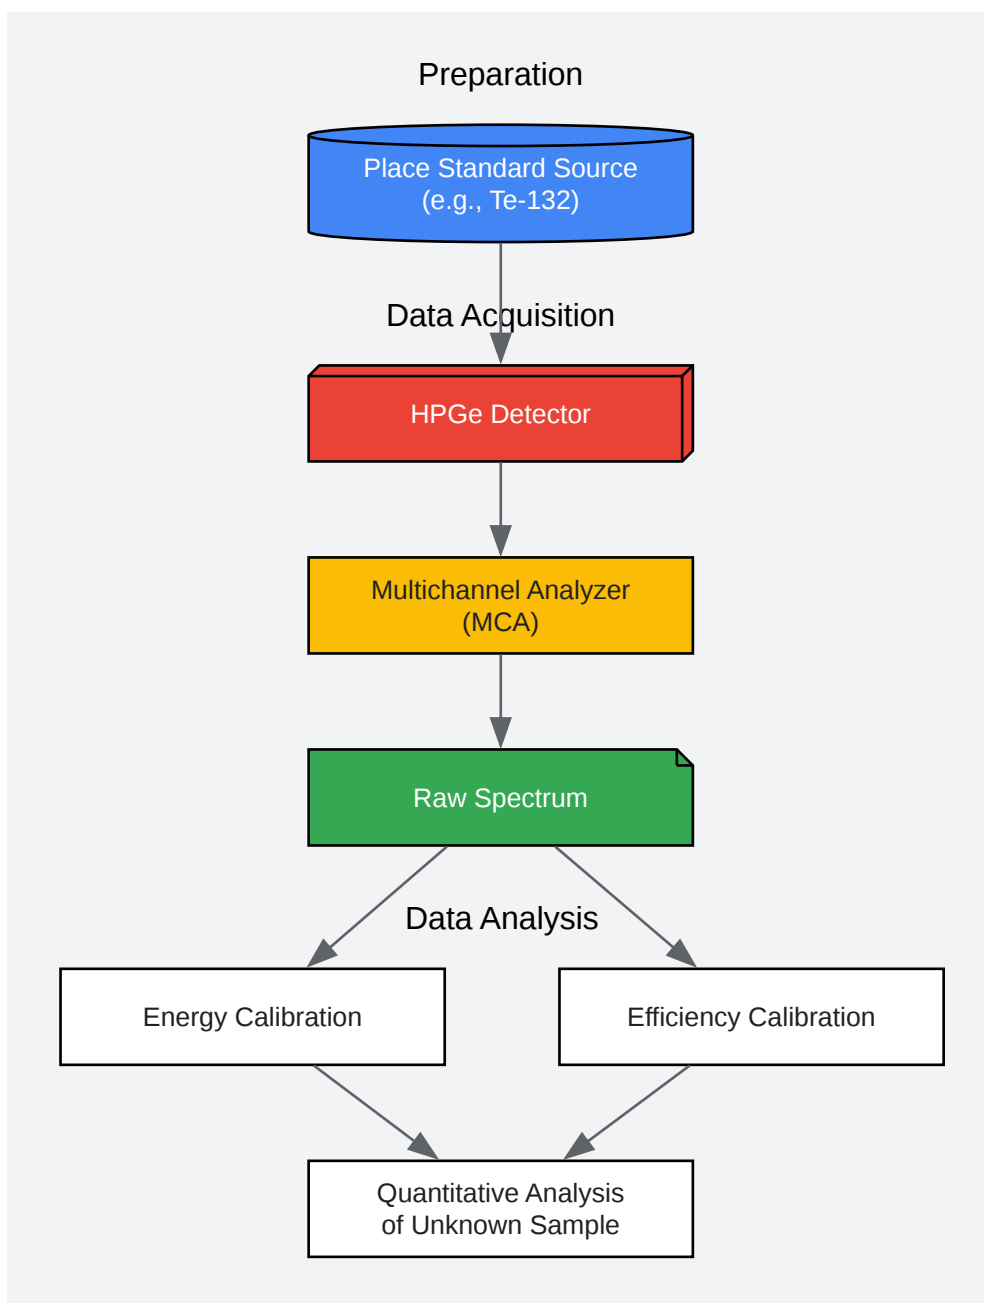 Preparation
Place Standard Source
(e.g., Te-132)
Data Acquisition
HPGe Detector
Multichannel Analyzer
(MCA)
Raw Spectrum
Data Analysis
Energy Calibration
Efficiency Calibration
Quantitative Analysis
of Unknown Sample